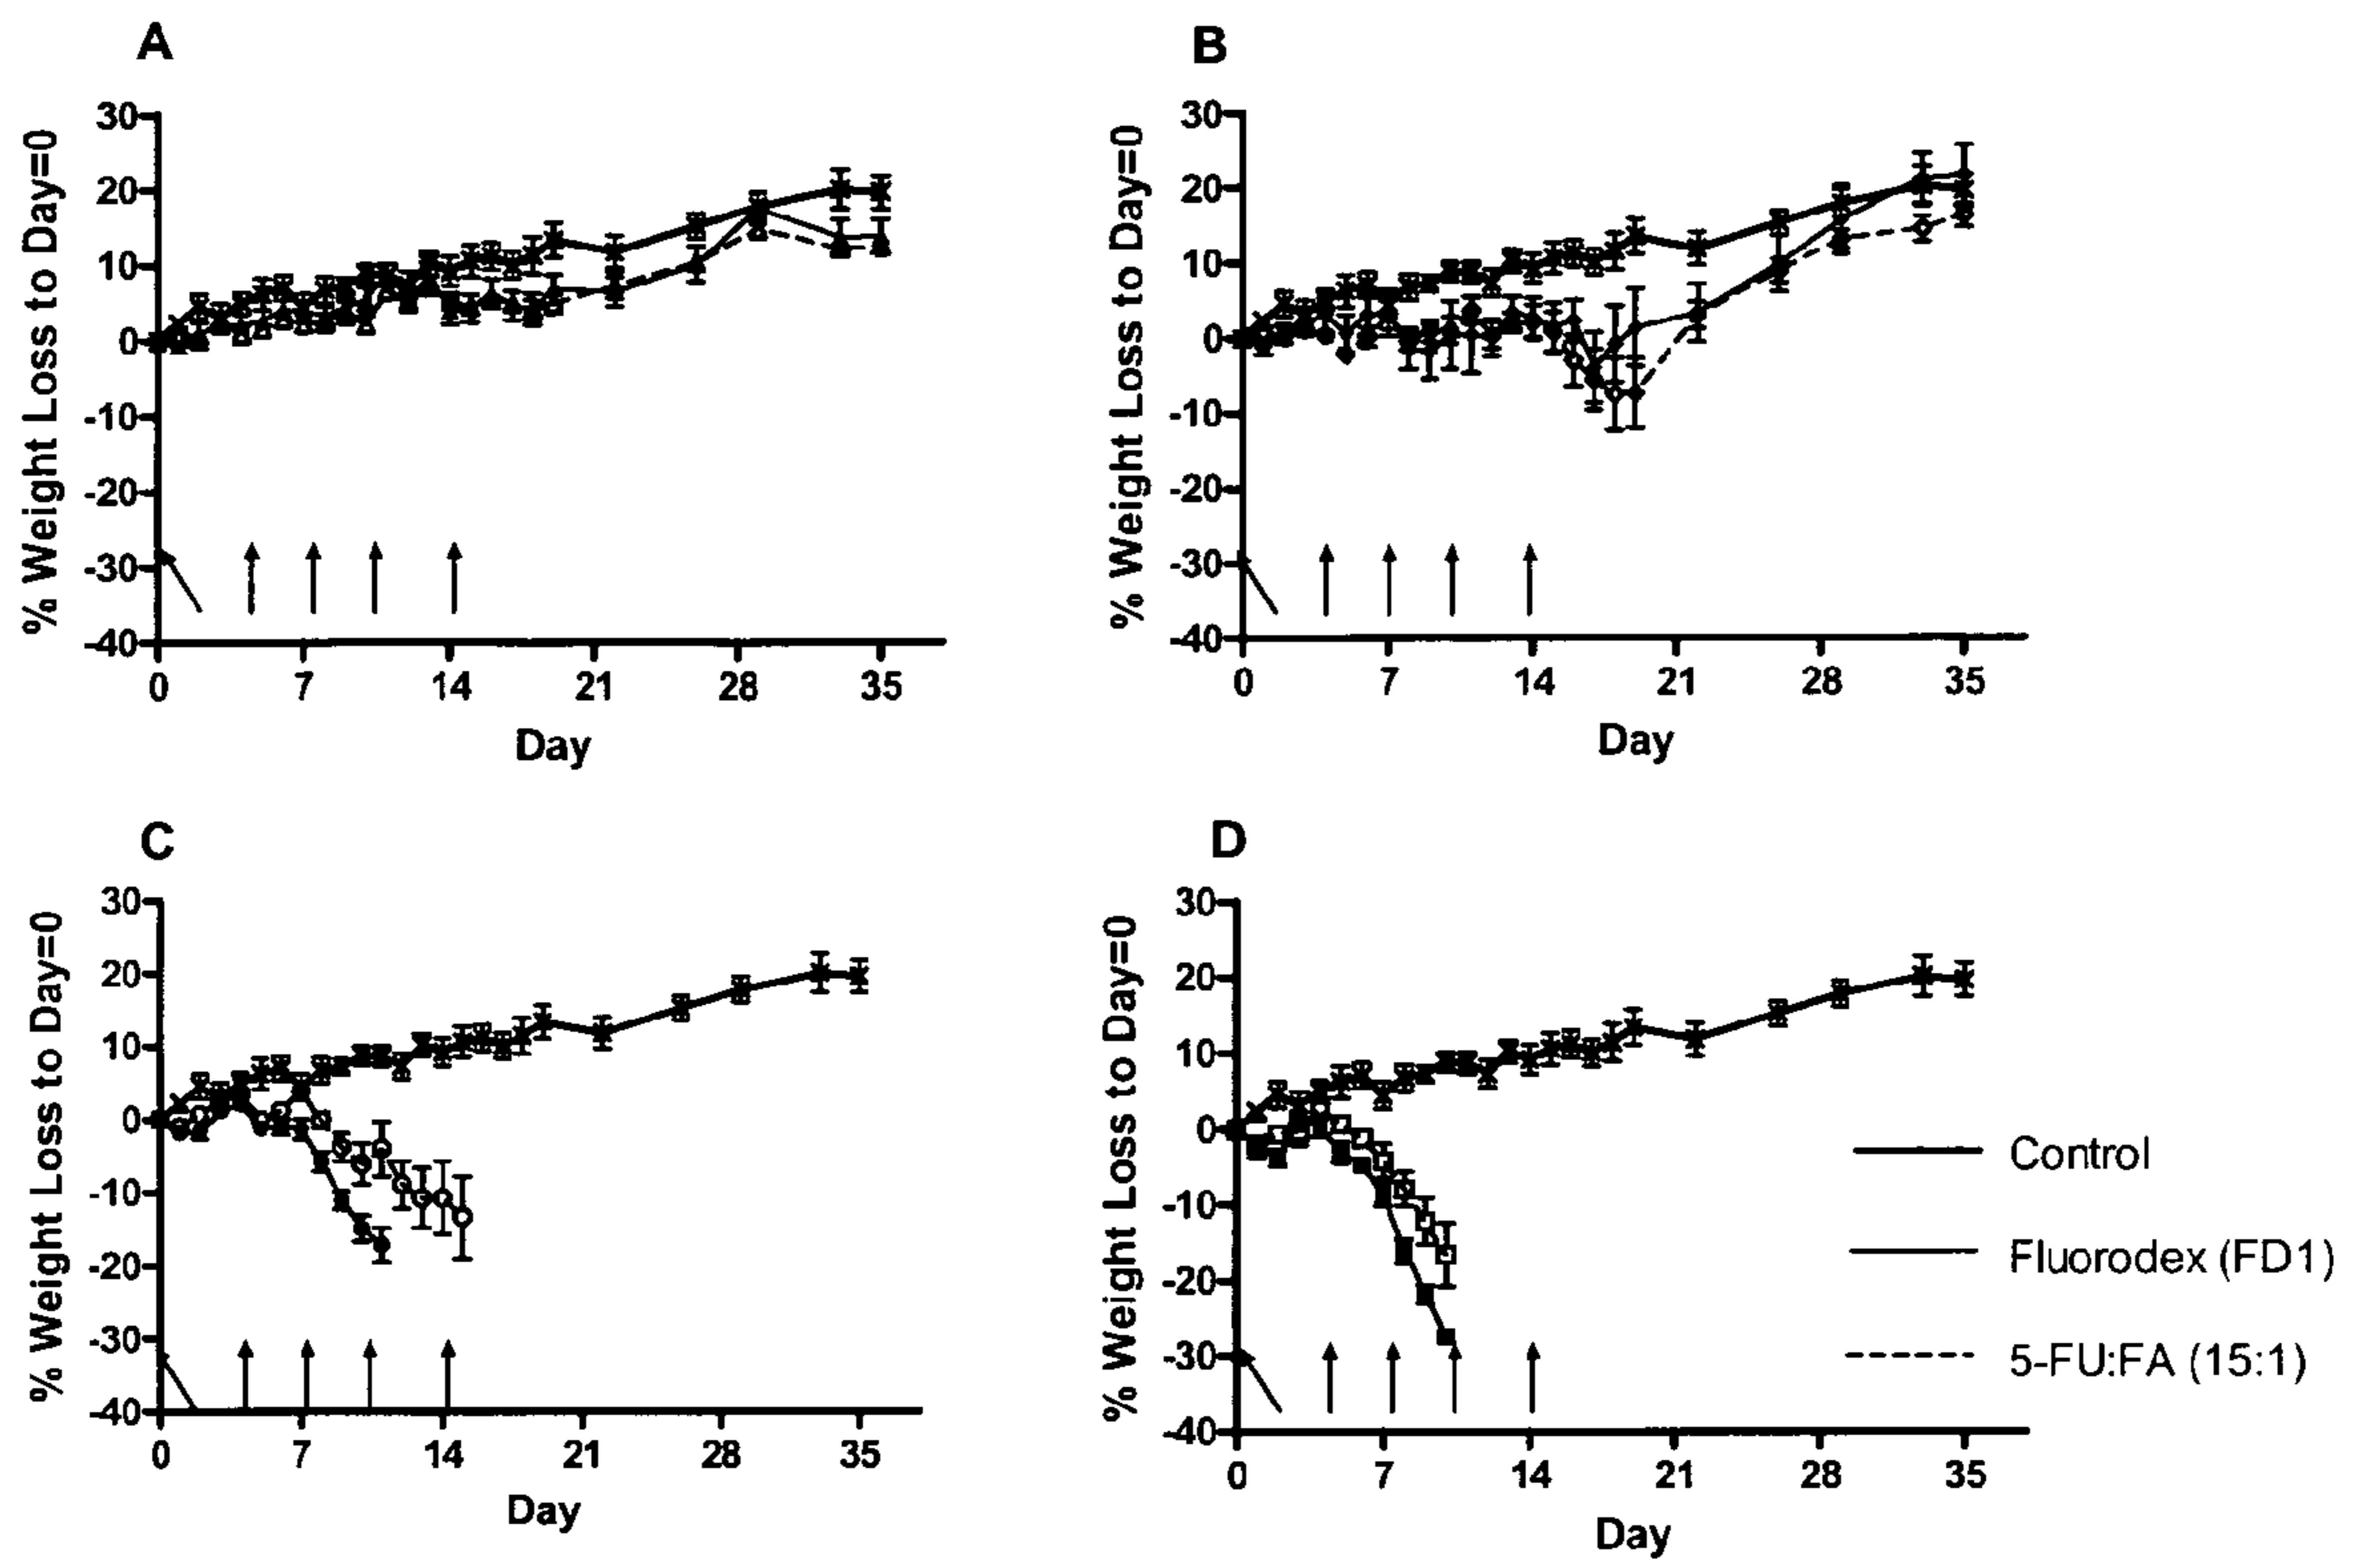 A
% Weight Loss to Day=0
30
20
10
0
-10
-20
-30
-40
0 7 14 21 28 35
Day
B
% Weight Loss to Day=0
30
20
10
0
-10
-20
-30
-40
0 7 14 21 28 35
Day
C
% Weight Loss to Day=0
30
20
10
0
-10
-20
-30
-40
0 7 14 21 28 35
Day
D
% Weight Loss to Day=0
30
20
10
0
-10
-20
-30
-40
0 7 14 21 28 35
Day
Control
Fluorodex (FD1)
5-FU:FA (15:1)